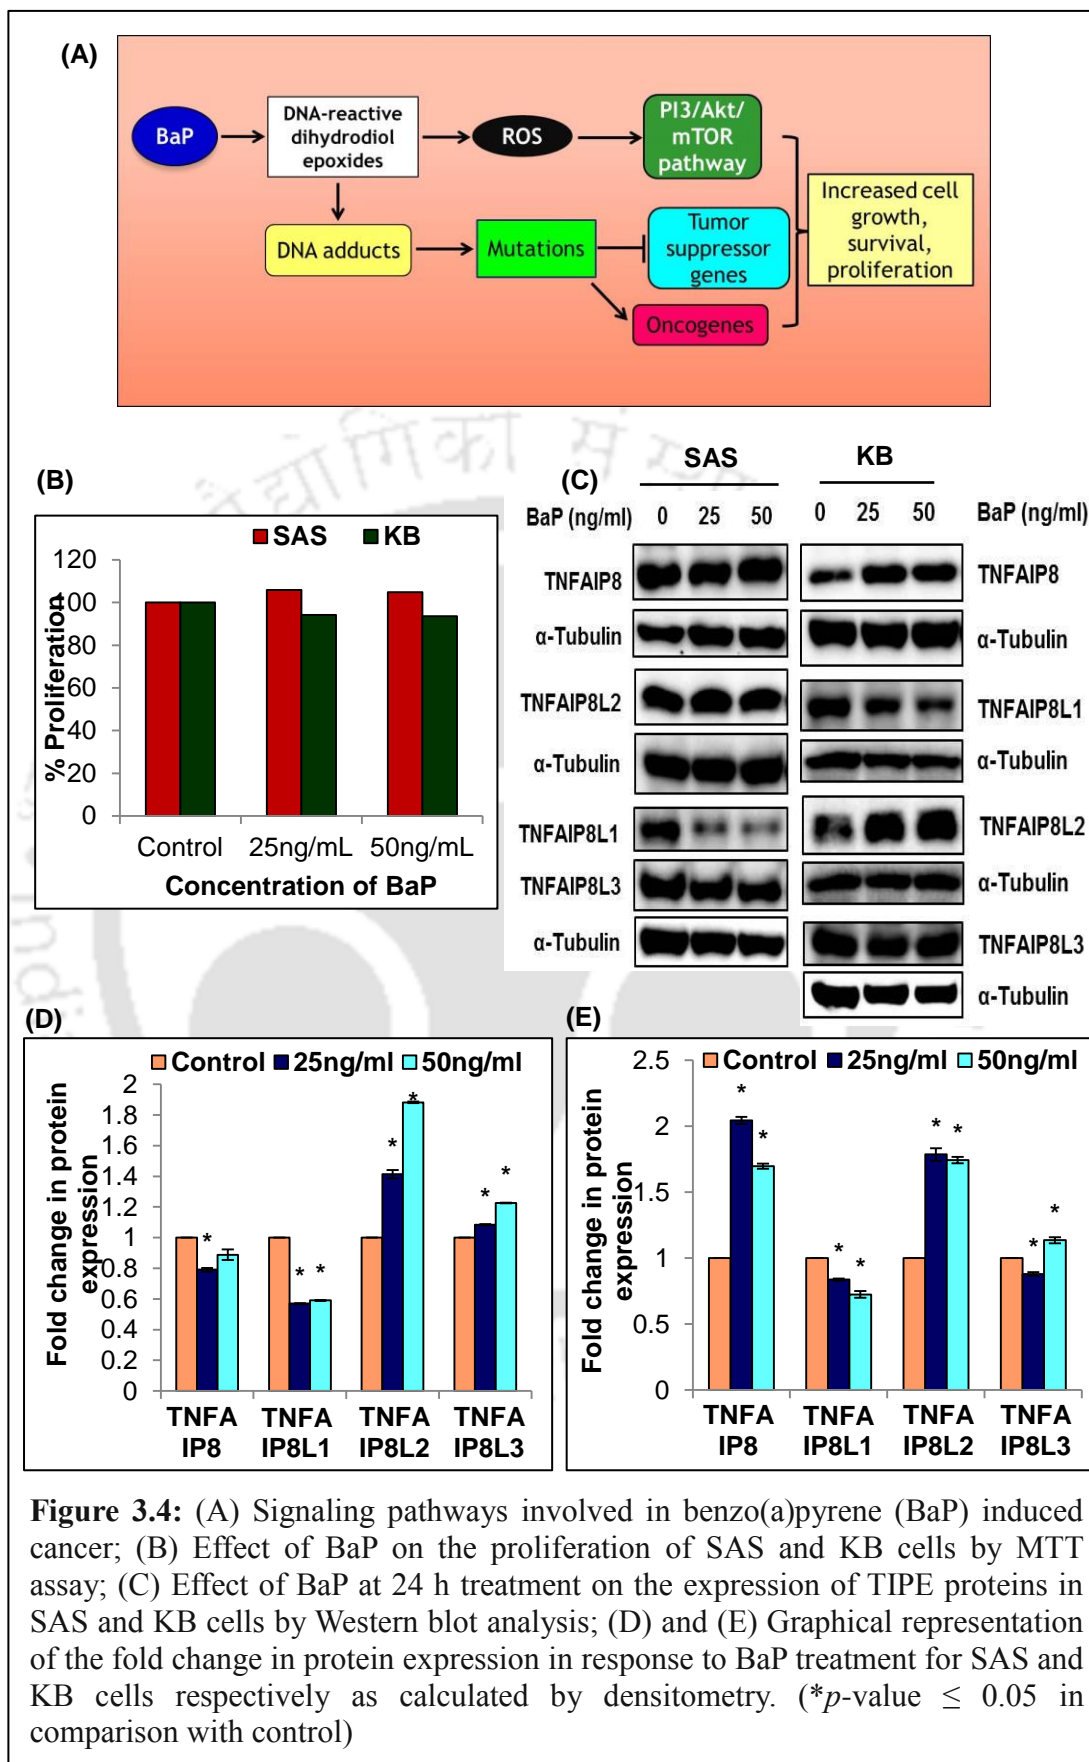 (A)
BaP
DNA-reactive
dihydrodiol
epoxides
ROS
PI3/Akt/
mTOR
pathway
DNA adducts
Mutations
Tumor
suppressor
genes
Oncogenes
Increased cell
growth,
survival,
proliferation
(B)
SAS KB
% Proliferation
120
100
80
60
40
20
0
Control 25ng/mL 50ng/mL
Concentration of BaP
(C)
SAS KB
BaP (ng/ml) 0 25 50 0 25 50 BaP (ng/ml)
TNFAIP8
α-Tubulin
TNFAIP8L2
α-Tubulin
TNFAIP8L1
TNFAIP8L3
α-Tubulin
TNFAIP8
α-Tubulin
TNFAIP8L1
α-Tubulin
TNFAIP8L2
α-Tubulin
TNFAIP8L3
α-Tubulin
(D)
Control 25ng/ml 50ng/ml
Fold change in protein
expression
2
1.8
1.6
1.4
1.2
1
0.8
0.6
0.4
0.2
0
* * * * * * *
TNFA TNFA TNFA TNFA
IP8 IP8L1 IP8L2 IP8L3
(E)
Control 25ng/ml 50ng/ml
Fold change in protein
expression
2.5
2
1.5
1
0.5
0
* * * * * * * *
TNFA TNFA TNFA TNFA
IP8 IP8L1 IP8L2 IP8L3
Figure 3.4: (A) Signaling pathways involved in benzo(a)pyrene (BaP) induced
cancer; (B) Effect of BaP on the proliferation of SAS and KB cells by MTT
assay; (C) Effect of BaP at 24 h treatment on the expression of TIPE proteins in
SAS and KB cells by Western blot analysis; (D) and (E) Graphical representation
of the fold change in protein expression in response to BaP treatment for SAS and
KB cells respectively as calculated by densitometry. (*p-value ≤ 0.05 in
comparison with control)